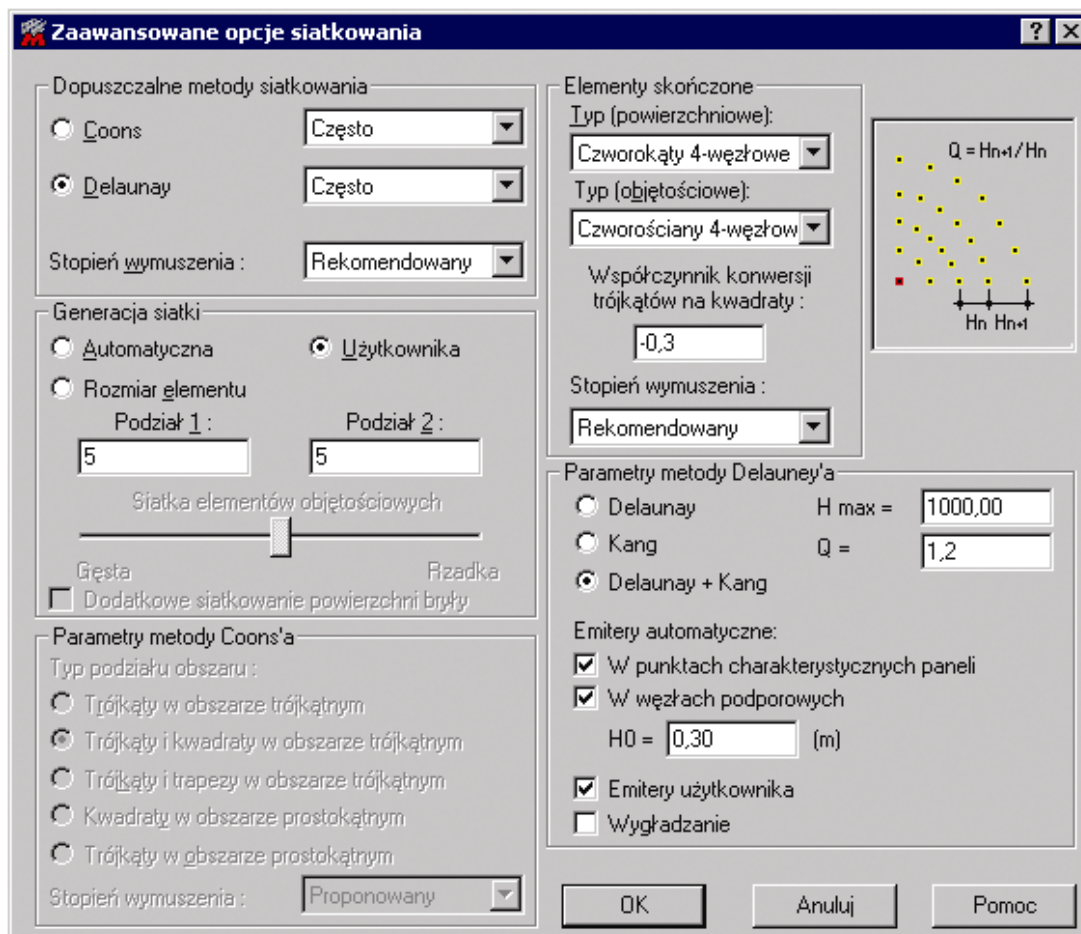 Zaawansowane opcje siatkowania
Dopuszczalne metody siatkowania
Coons
Często
Delaunay
Często
Stopień wymuszenia :
Rekomendowany
Generacja siatki
Automatyczna
Użytkownika
Rozmiar elementu
Podział 1 :
Podział 2 :
5
5
Siatka elementów objętościowych
Gęsta
Rzadka
Dodatkowe siatkowanie powierzchni bryły
Parametry metody Coons'a
Typ podziału obszaru :
Trójkąty w obszarze trójkątnym
Trójkąty i kwadraty w obszarze trójkątnym
Trójkąty i trapezy w obszarze trójkątnym
Kwadraty w obszarze prostokątnym
Trójkąty w obszarze prostokątnym
Stopień wymuszenia :
Proponowany
Elementy skończone
Typ (powierzchniowe):
Czworokąty 4-węzłowe
Typ (objętościowe):
Czworościany 4-węzłow
Współczynnik konwersji
trójkątów na kwadraty :
-0,3
Stopień wymuszenia :
Rekomendowany
Q = Hn+1/Hn
Hn Hn+1
Parametry metody Delauney'a
Delaunay
H max =
1000,00
Kang
Q =
1,2
Delaunay + Kang
Emitery automatyczne:
W punktach charakterystycznych paneli
W węzłach podporowych
H0 =
0,30
(m)
Emitery użytkownika
Wygładzanie
OK
Anuluj
Pomoc